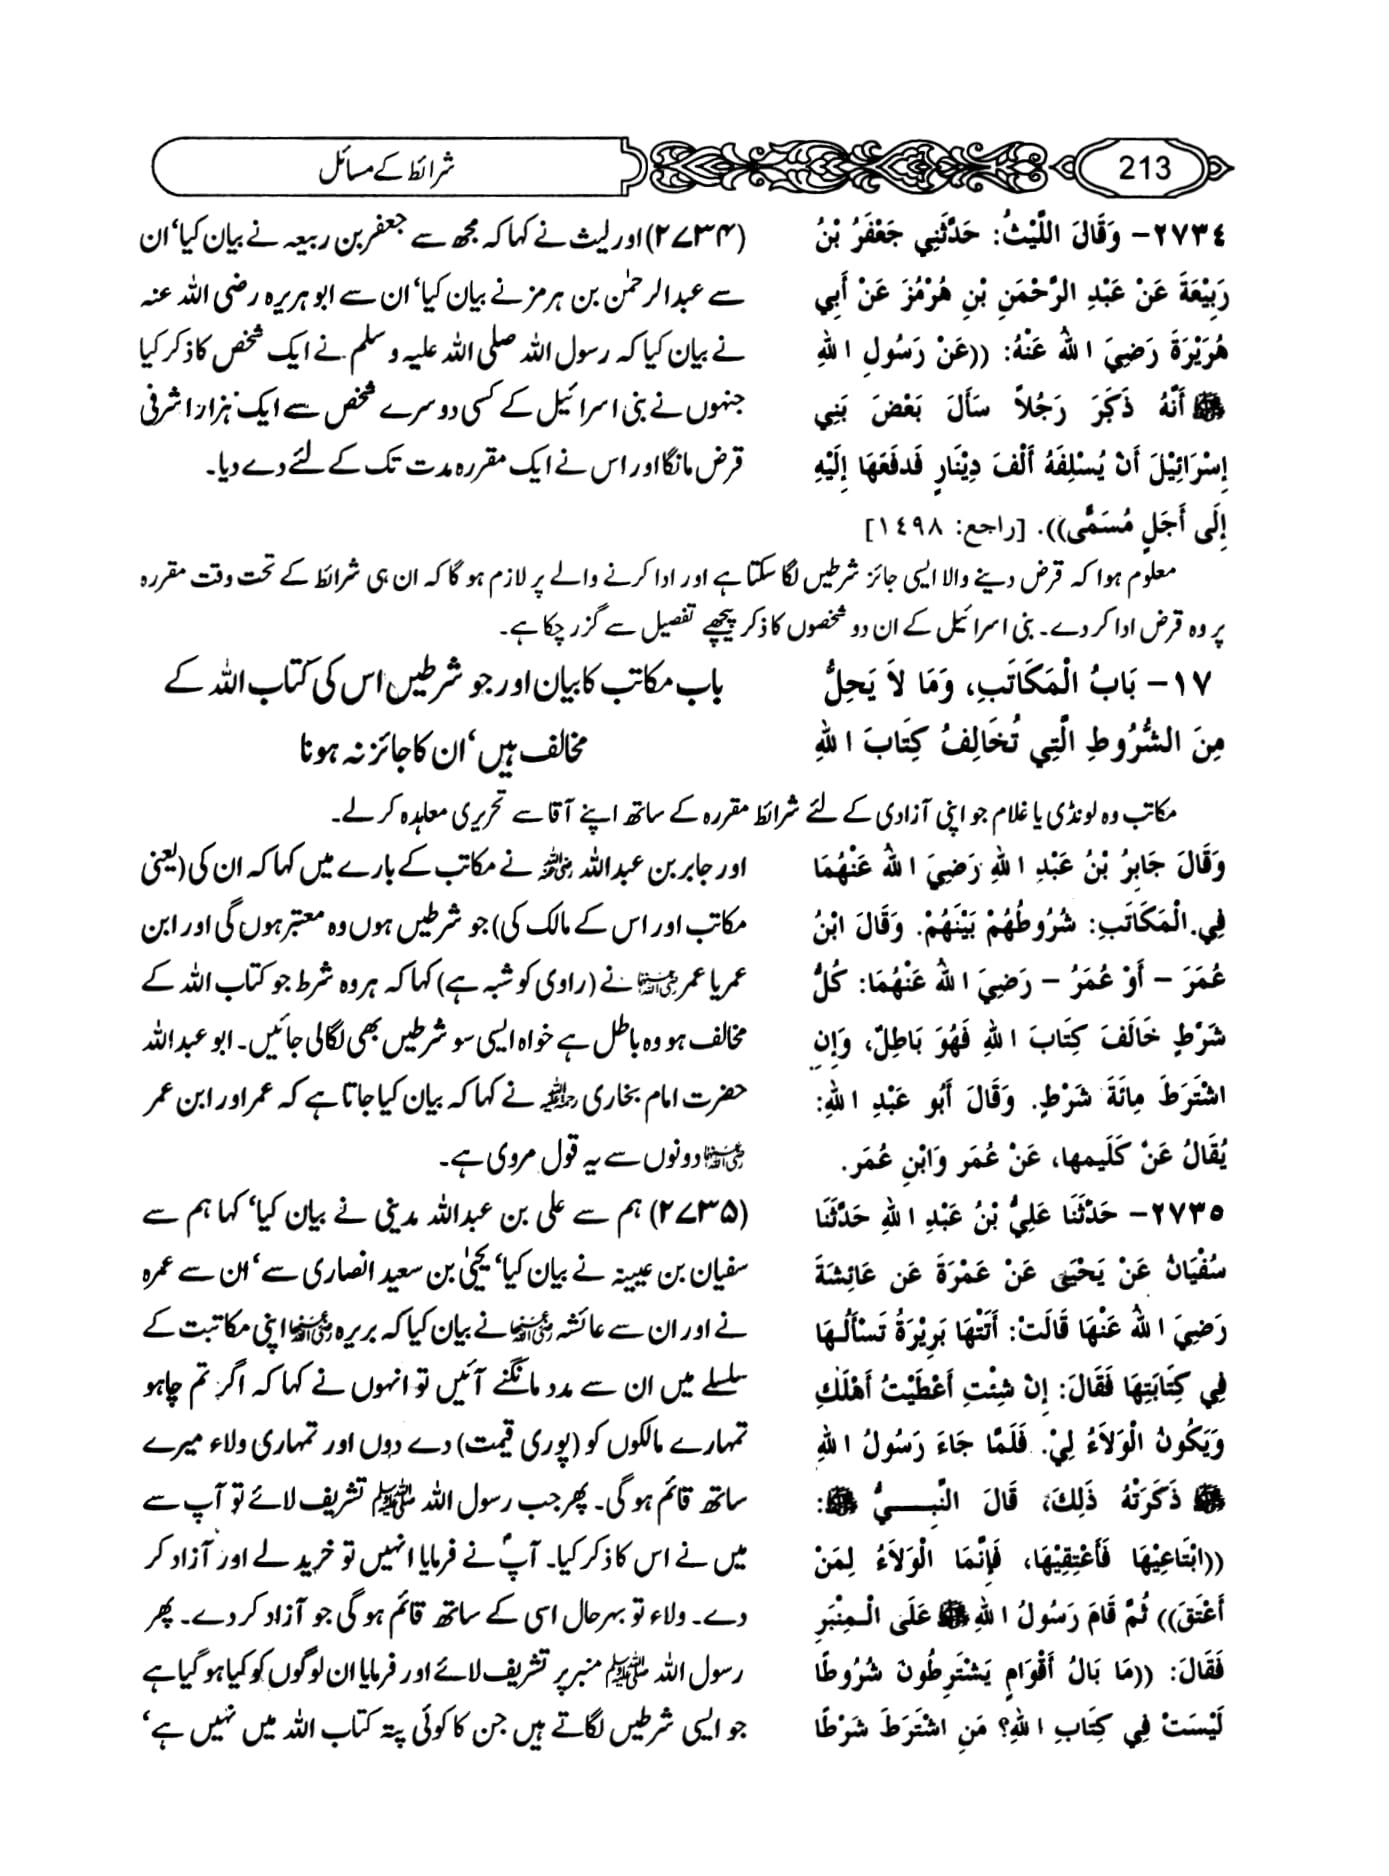 213
شرائط کے مسائل
٢٧٣٤- وَقَالَ اللَّيْثُ: حَدَّثَنِي جَعْفَرُ بْنُ
رَبِيْعَةَ عَنْ عَبْدِ الرَّحْمَنِ بْنِ هُرْمُزَ عَنْ أَبِي
هُرَيْرَةَ رَضِيَ اللهُ عَنْهُ: ((عَنْ رَسُولِ اللهِ
ﷺ أَنَّهُ ذَكَرَ رَجُلاً سَأَلَ بَعْضَ بَنِي
إِسْرَائِيْلَ أَنْ يُسْلِفَهُ أَلْفَ دِيْنَارٍ فَدفَعَهَا إِلَيْهِ
إِلَى أَجَلٍ مُسَمًّى)). [راجع: ١٤٩٨]
(۲۷۳۴) اور لیث نے کہا کہ مجھ سے جعفر بن ربیعہ نے بیان کیا‘ ان
سے عبدالرحمٰن بن ہرمز نے بیان کیا‘ ان سے ابو ہریرہ رضی اللہ عنہ
نے بیان کیا کہ رسول اللہ صلی اللہ علیہ وسلم نے ایک شخص کا ذکر کیا
جنہوں نے بنی اسرائیل کے کسی دوسرے شخص سے ایک ہزار اشرفی
قرض مانگا اور اس نے ایک مقررہ مدت تک کے لئے دے دیا۔
معلوم ہوا کہ قرض دینے والا ایسی جائز شرطیں لگا سکتا ہے اور ادا کرنے والے پر لازم ہو گا کہ ان ہی شرائط کے تحت وقت مقررہ
پر وہ قرض ادا کر دے۔ بنی اسرائیل کے ان دو شخصوں کا ذکر پیچھے تفصیل سے گزر چکا ہے۔
١٧- بَابُ الْمَكَاتَبِ، وَمَا لاَ يَحِلُّ
مِنَ الشُّرُوطِ الَّتِي تُخَالِفُ كِتَابَ اللهِ
باب مکاتب کا بیان اور جو شرطیں اس کی کتاب اللہ کے
مخالف ہیں‘ ان کا جائز نہ ہونا
مکاتب وہ لونڈی یا غلام جو اپنی آزادی کے لئے شرائط مقررہ کے ساتھ اپنے آقا سے تحریری معاہدہ کر لے۔
وَقَالَ جَابِرُ بْنُ عَبْدِ اللهِ رَضِيَ اللهُ عَنْهُمَا
فِي الْمَكَاتَبِ: شُرُوطُهُمْ بَيْنَهُمْ. وَقَالَ ابْنُ
عُمَرَ - أَوْ عُمَرُ - رَضِيَ اللهُ عَنْهُمَا: كُلُّ
شَرْطٍ خَالَفَ كِتَابَ اللهِ فَهُوَ بَاطِلٌ، وَإِنِ
اشْتَرَطَ مِائَةَ شَرْطٍ. وَقَالَ أَبُو عَبْدِ اللهِ:
يُقَالُ عَنْ كَلَيهِما، عَنْ عُمَر وَابْنِ عُمَر.
اور جابر بن عبداللہ رضی اللہ عنہ نے مکاتب کے بارے میں کہا کہ ان کی (یعنی
مکاتب اور اس کے مالک کی) جو شرطیں ہوں وہ معتبر ہوں گی اور ابن
عمر یا عمر رضی اللہ عنہما نے (راوی کو شبہ ہے) کہا کہ ہر وہ شرط جو کتاب اللہ کے
مخالف ہو وہ باطل ہے خواہ ایسی سو شرطیں بھی لگالی جائیں۔ ابو عبداللہ
حضرت امام بخاری رحمہ اللہ نے کہا کہ بیان کیا جاتا ہے کہ عمر اور ابن عمر
رضی اللہ عنہما دونوں سے یہ قول مروی ہے۔
٢٧٣٥- حَدَّثَنَا عَلِيُّ بْنُ عَبْدِ اللهِ حَدَّثَنَا
سُفْيَانُ عَنْ يَحْيَى عَنْ عَمْرَةَ عَن عَائِشَةَ
رَضِيَ اللهُ عَنْهَا قَالَتْ: أَتَتْهَا بَرِيْرَةُ تَسْأَلُهَا
فِي كِتَابَتِهَا فَقَالَ: إِنْ شِئتِ أَعْطَيْتُ أَهْلَكِ
وَيَكُونُ الْوَلاَءُ لِيْ. فَلَمَّا جَاءَ رَسُولُ اللهِ
ﷺ ذَكَرَتْهُ ذَلِكَ، قَالَ النَّبِيُّ ﷺ:
((ابْتَاعِيْهَا فَأَعْتِقِيْهَا، فَإِنَّمَا الْوَلاَءُ لِمَنْ
أَعْتَقَ)) ثُمَّ قَامَ رَسُولُ اللهِ ﷺ عَلَى الْمِنْبَرِ
فَقَالَ: ((مَا بَالُ أَقْوَامٍ يَشْتَرِطُونَ شُرُوطًا
لَيْسَتْ فِي كِتَابِ اللهِ؟ مَنِ اشْتَرَطَ شَرْطًا
(۲۷۳۵) ہم سے علی بن عبداللہ مدینی نے بیان کیا‘ کہا ہم سے
سفیان بن عیینہ نے بیان کیا‘ یحییٰ بن سعید انصاری سے‘ ان سے عمرہ
نے اور ان سے عائشہ رضی اللہ عنہا نے بیان کیا کہ بریرہ رضی اللہ عنہا اپنی مکاتبت کے
سلسلے میں ان سے مدد مانگنے آئیں تو انہوں نے کہا کہ اگر تم چاہو
تمہارے مالکوں کو (پوری قیمت) دے دوں اور تمہاری ولاء میرے
ساتھ قائم ہو گی۔ پھر جب رسول اللہ ﷺ تشریف لائے تو آپ سے
میں نے اس کا ذکر کیا۔ آپؐ نے فرمایا انہیں تو خرید لے اور آزاد کر
دے۔ ولاء تو بہرحال اسی کے ساتھ قائم ہو گی جو آزاد کر دے۔ پھر
رسول اللہ ﷺ منبر پر تشریف لائے اور فرمایا ان لوگوں کو کیا ہو گیا ہے
جو ایسی شرطیں لگاتے ہیں جن کا کوئی پتہ کتاب اللہ میں نہیں ہے‘